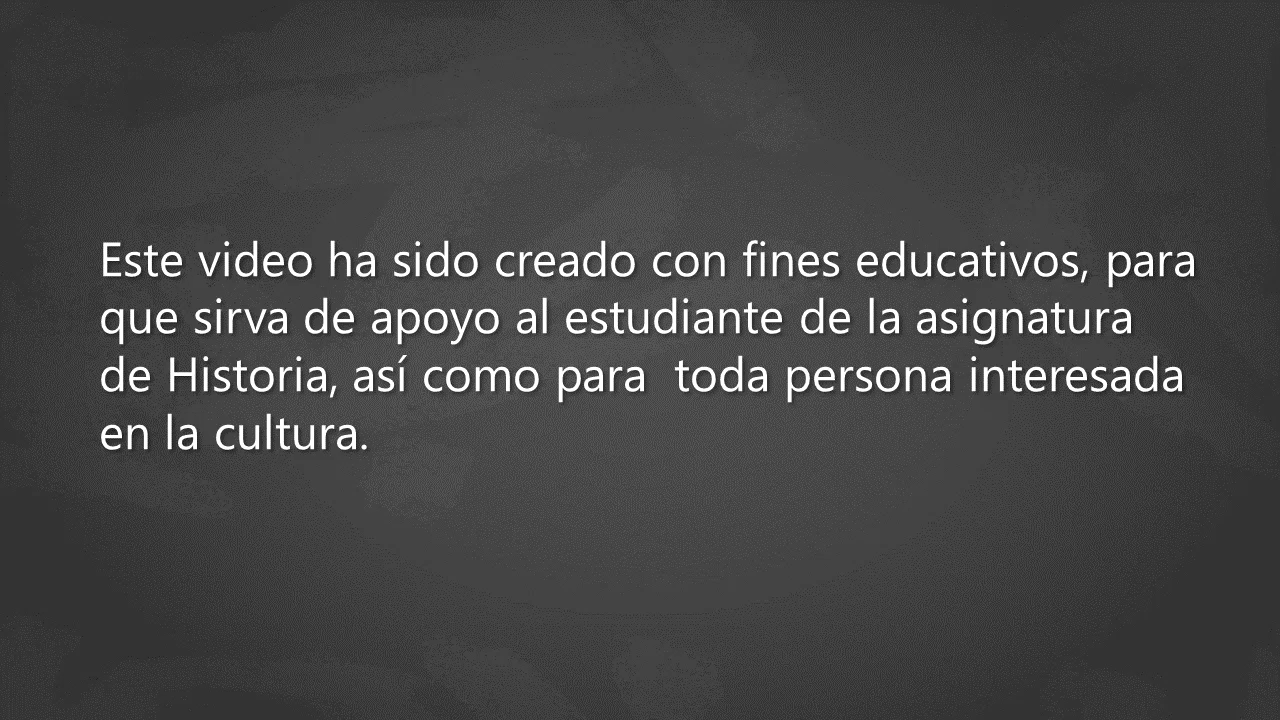 Este video ha sido creado con fines educativos, para
que sirva de apoyo al estudiante de la asignatura
de Historia, así como para  toda persona interesada
en la cultura.